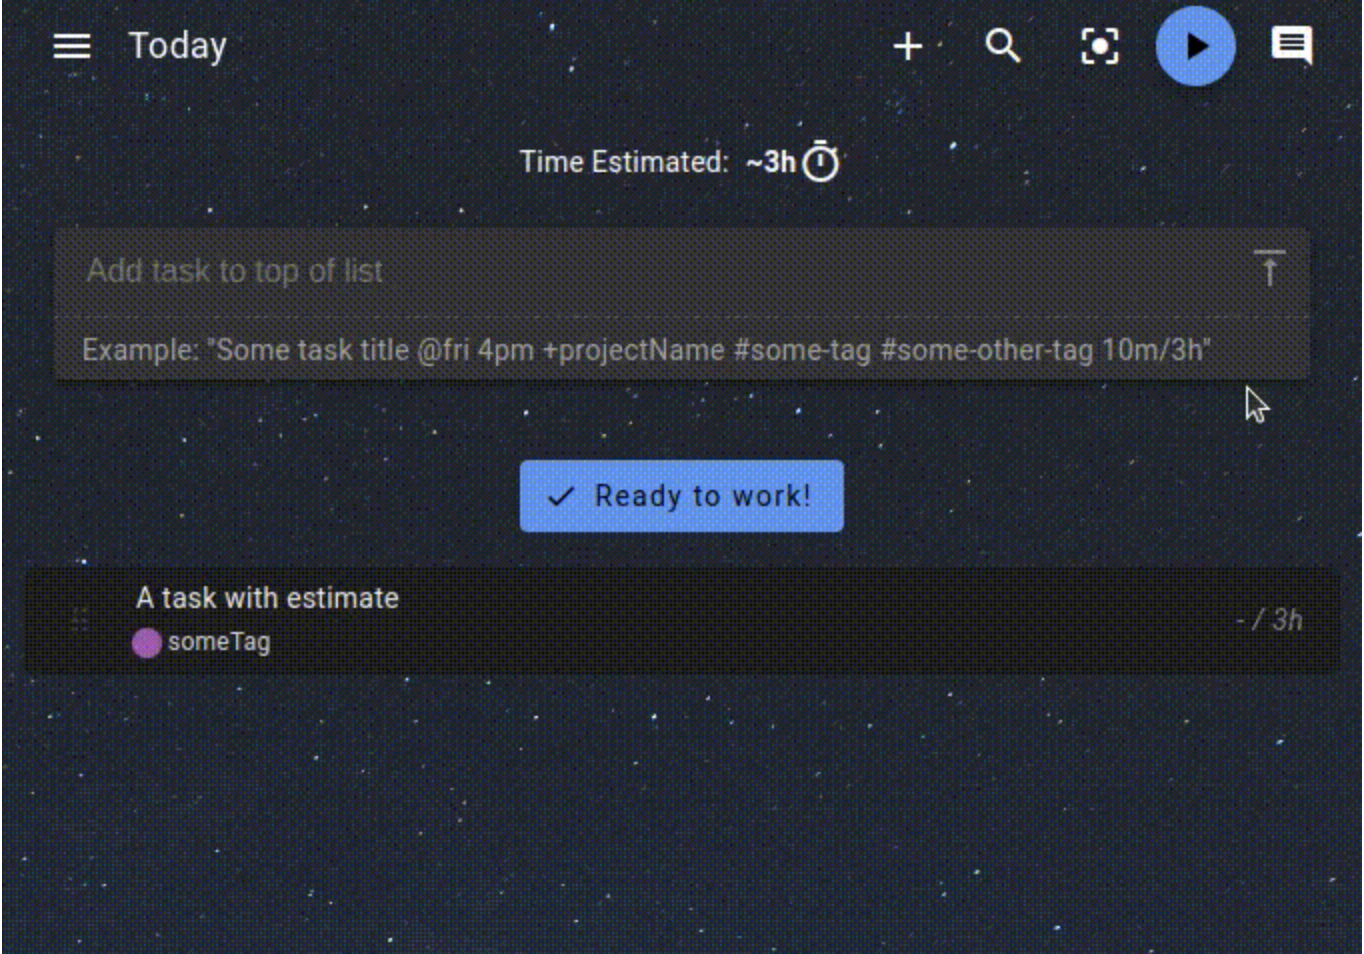 Today
Time Estimated: ~3h
Add task to top of list
Example: "Some task title @fri 4pm +projectName #some-tag #some-other-tag 10m/3h"
Ready to work!
A task with estimate
- / 3h
someTag